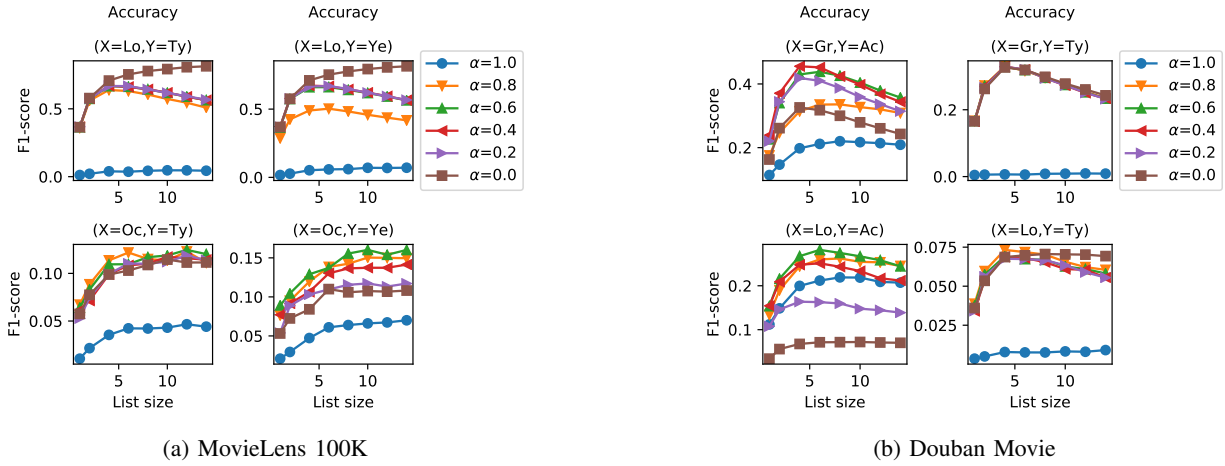 Accuracy
Accuracy
(X=Lo,Y=Ty)
(X=Lo,Y=Ye)
F1-score
0.5
0.0
0.5
0.0
5
10
5
10
α=1.0
α=0.8
α=0.6
α=0.4
α=0.2
α=0.0
(X=Oc,Y=Ty)
(X=Oc,Y=Ye)
F1-score
0.10
0.05
0.15
0.10
0.05
5
10
5
10
List size
List size
(a) MovieLens 100K
Accuracy
Accuracy
(X=Gr,Y=Ac)
(X=Gr,Y=Ty)
F1-score
0.4
0.2
0.2
0.0
5
10
5
10
α=1.0
α=0.8
α=0.6
α=0.4
α=0.2
α=0.0
(X=Lo,Y=Ac)
(X=Lo,Y=Ty)
F1-score
0.2
0.1
0.075
0.050
0.025
0.000
5
10
5
10
List size
List size
(b) Douban Movie